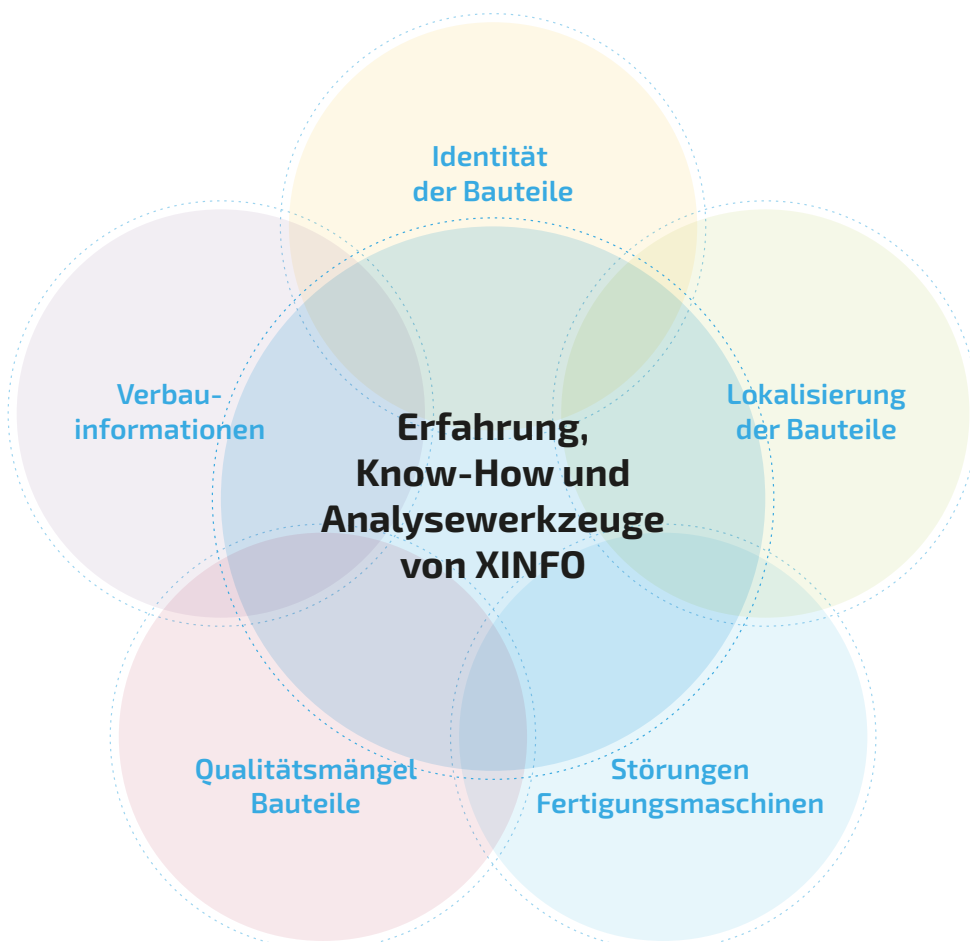 Identität
der Bauteile
Verbau-
informationen
Lokalisierung
der Bauteile
Erfahrung,
Know-How und
Analysewerkzeuge
von XINFO
Qualitätsmängel
Bauteile
Störungen
Fertigungsmaschinen